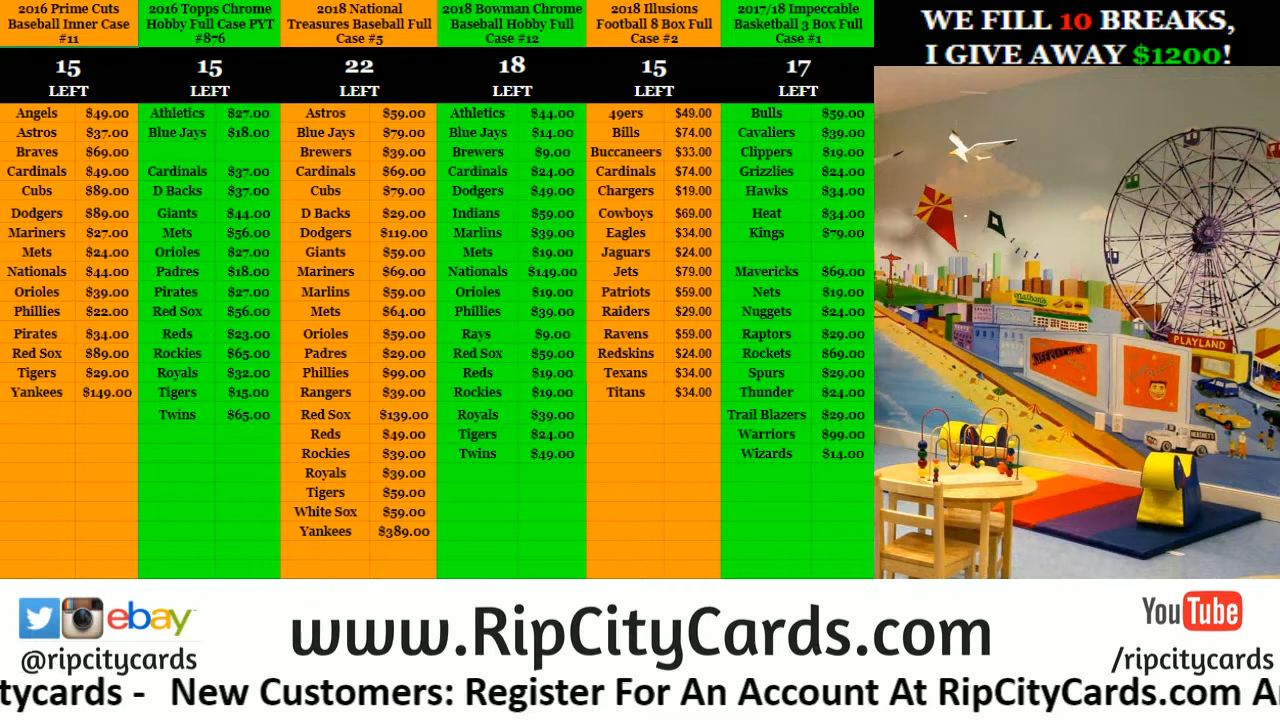 2016 Prime Cuts Baseball Inner Case #11
15
LEFT
Angels $49.00
Astros $37.00
Braves $69.00
Cardinals $49.00
Cubs $89.00
Dodgers $89.00
Mariners $27.00
Mets $24.00
Nationals $44.00
Orioles $39.00
Phillies $22.00
Pirates $34.00
Red Sox $89.00
Tigers $29.00
Yankees $149.00
2016 Topps Chrome Hobby Full Case PYT #876
15
LEFT
Athletics $27.00
Blue Jays $18.00
Cardinals $37.00
D Backs $37.00
Giants $44.00
Mets $56.00
Orioles $27.00
Padres $18.00
Pirates $27.00
Red Sox $56.00
Reds $23.00
Rockies $65.00
Royals $32.00
Tigers $15.00
Twins $65.00
2018 National Treasures Baseball Full Case #5
22
LEFT
Astros $59.00
Blue Jays $79.00
Brewers $39.00
Cardinals $69.00
Cubs $79.00
D Backs $29.00
Dodgers $119.00
Giants $59.00
Mariners $69.00
Marlins $59.00
Mets $64.00
Orioles $59.00
Padres $29.00
Phillies $99.00
Rangers $39.00
Red Sox $139.00
Reds $49.00
Rockies $39.00
Royals $39.00
Tigers $59.00
White Sox $59.00
Yankees $389.00
2018 Bowman Chrome Baseball Hobby Full Case #12
18
LEFT
Athletics $44.00
Blue Jays $14.00
Brewers $9.00
Cardinals $24.00
Dodgers $49.00
Indians $59.00
Marlins $39.00
Mets $19.00
Nationals $149.00
Orioles $19.00
Phillies $39.00
Rays $9.00
Red Sox $59.00
Reds $19.00
Rockies $19.00
Royals $39.00
Tigers $24.00
Twins $49.00
2018 Illusions Football 8 Box Full Case #2
15
LEFT
49ers $49.00
Bills $74.00
Buccaneers $33.00
Cardinals $74.00
Chargers $19.00
Cowboys $69.00
Eagles $34.00
Jaguars $24.00
Jets $79.00
Patriots $59.00
Raiders $29.00
Ravens $59.00
Redskins $24.00
Texans $34.00
Titans $34.00
2017/18 Impeccable Basketball 3 Box Full Case #1
17
LEFT
Bulls $59.00
Cavaliers $39.00
Clippers $19.00
Grizzlies $24.00
Hawks $34.00
Heat $34.00
Kings $79.00
Mavericks $69.00
Nets $19.00
Nuggets $24.00
Raptors $29.00
Rockets $69.00
Spurs $29.00
Thunder $24.00
Trail Blazers $29.00
Warriors $99.00
Wizards $14.00
WE FILL 10 BREAKS,
I GIVE AWAY $1200!
nathan's
PLAYLAND
ebay
@ripcitycards
www.RipCityCards.com
YouTube
/ripcitycards
tycards - New Customers: Register For An Account At RipCityCards.com A